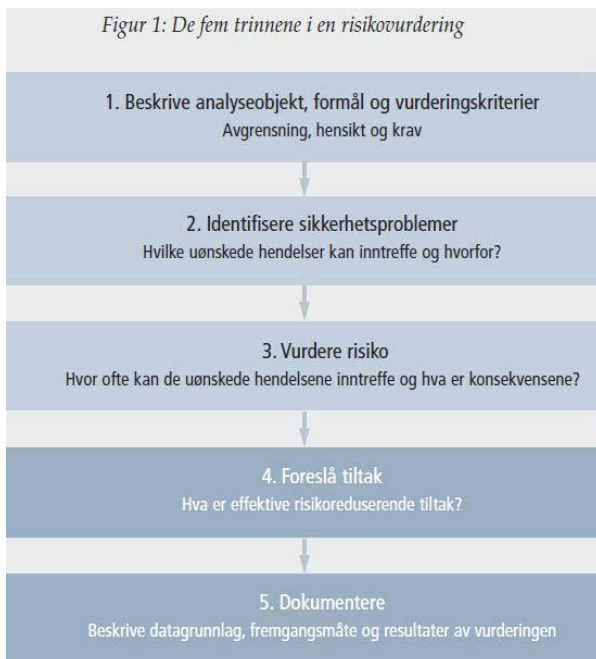 Figur 1: De fem trinnene i en risikovurdering
1. Beskrive analyseobjekt, formål og vurderingskriterier
Avgrensning, hensikt og krav
2. Identifisere sikkerhetsproblemer
Hvilke uønskede hendelser kan inntreffe og hvorfor?
3. Vurdere risiko
Hvor ofte kan de uønskede hendelsene inntreffe og hva er konsekvensene?
4. Foreslå tiltak
Hva er effektive risikoreduserende tiltak?
5. Dokumentere
Beskrive datagrunnlag, fremgangsmåte og resultater av vurderingen